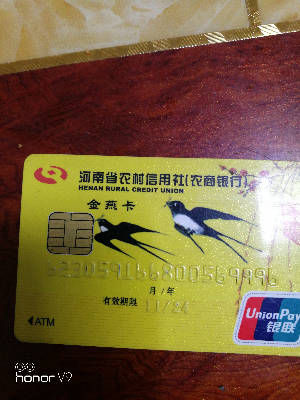 河南省农村信用社(农商银行)
HENAN RURAL CREDIT UNION
金燕卡
月/年
有效期限 11/24
ATM
UnionPay
银联
honor V9